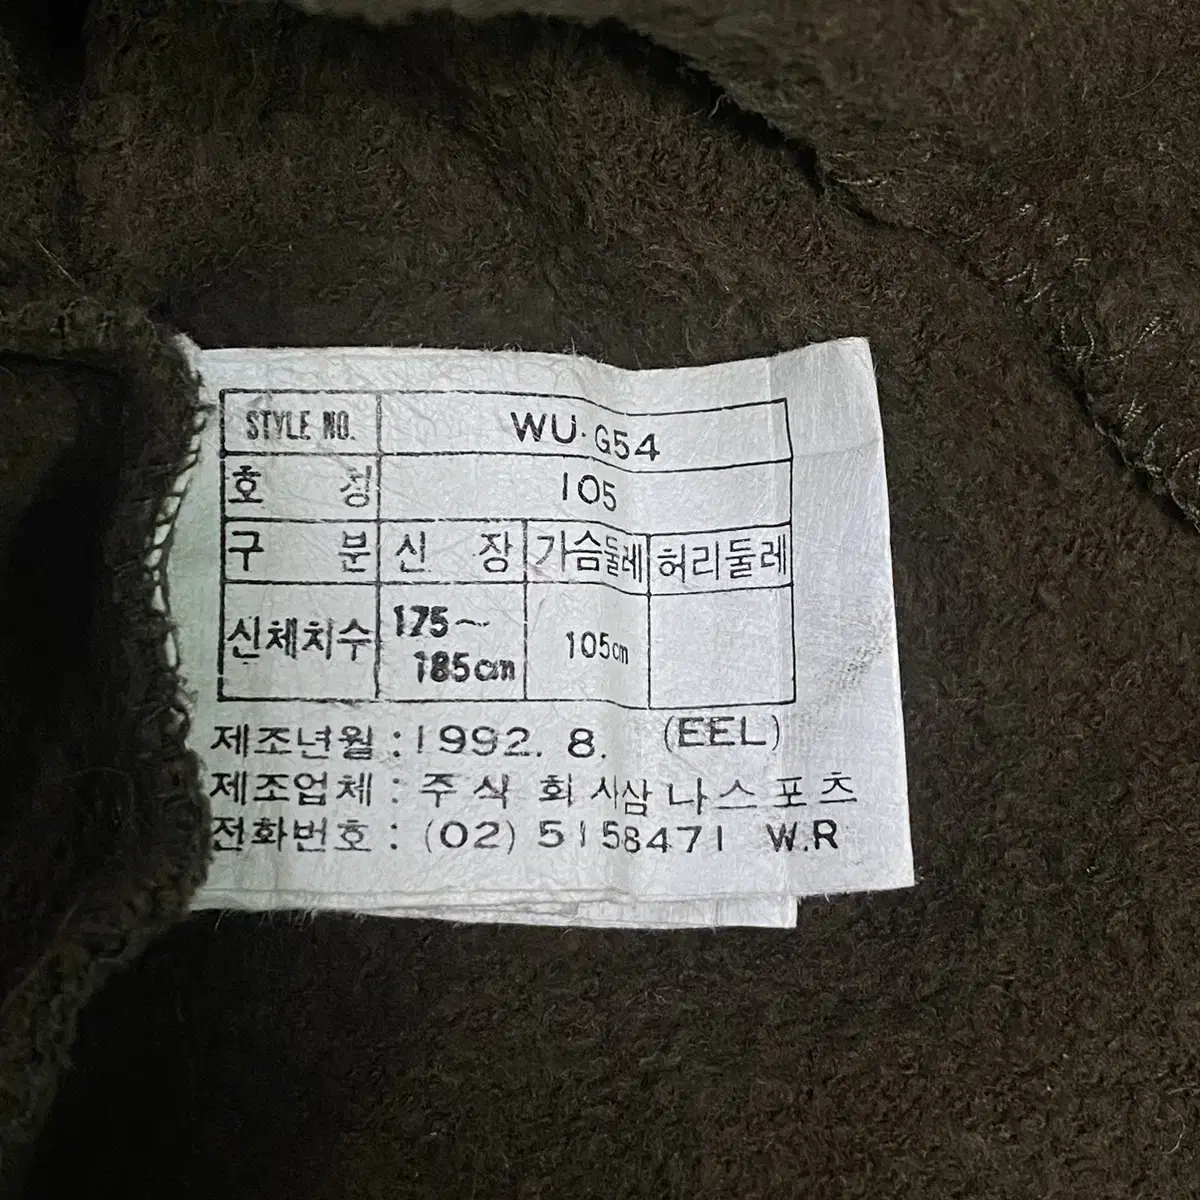 STYLE NO. WU·G54
호 칭 105
구 분 신 장 가슴둘레 허리둘레
신체치수 175~ 185cm 105cm
제조년월 : 1992. 8. (EEL)
제조업체 : 주식회사삼나스포츠
전화번호 : (02) 5158471 W.R